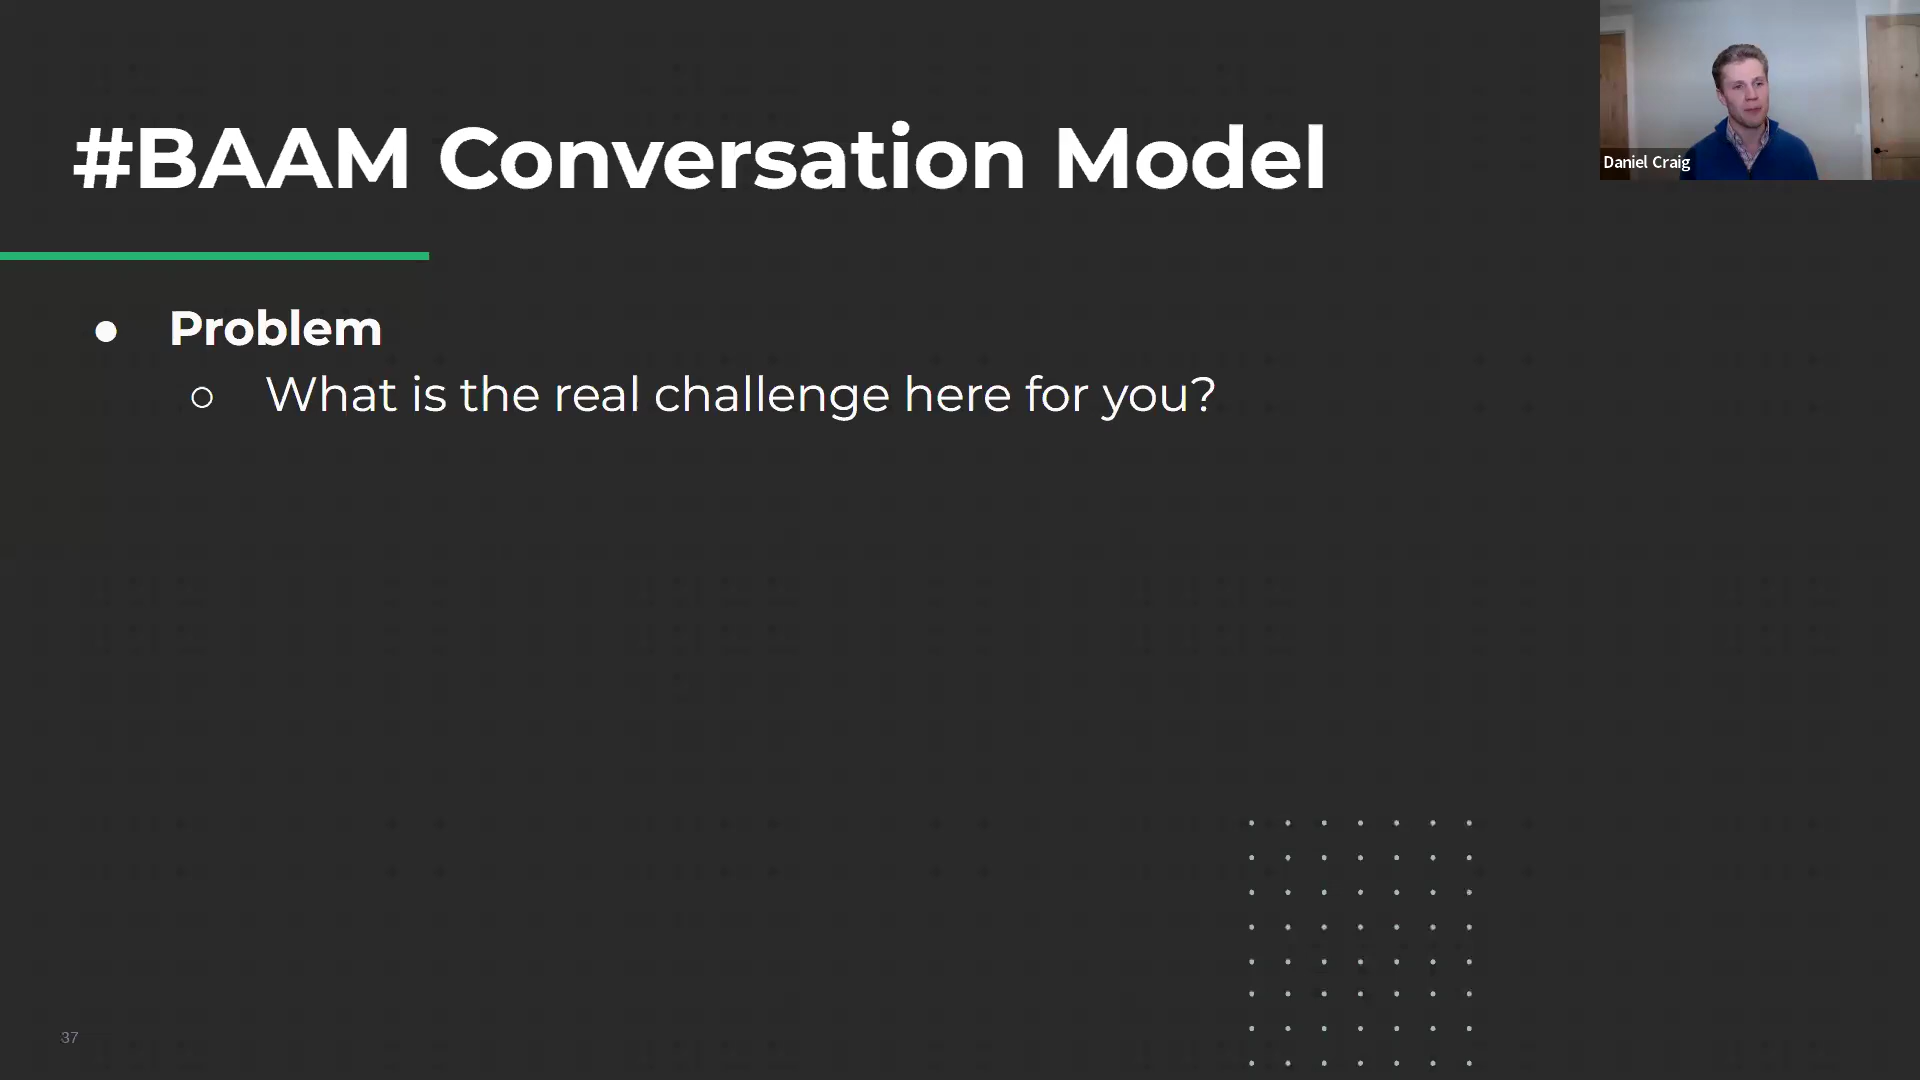 #BAAM Conversation Model
Daniel Craig
● Problem
○ What is the real challenge here for you?
37